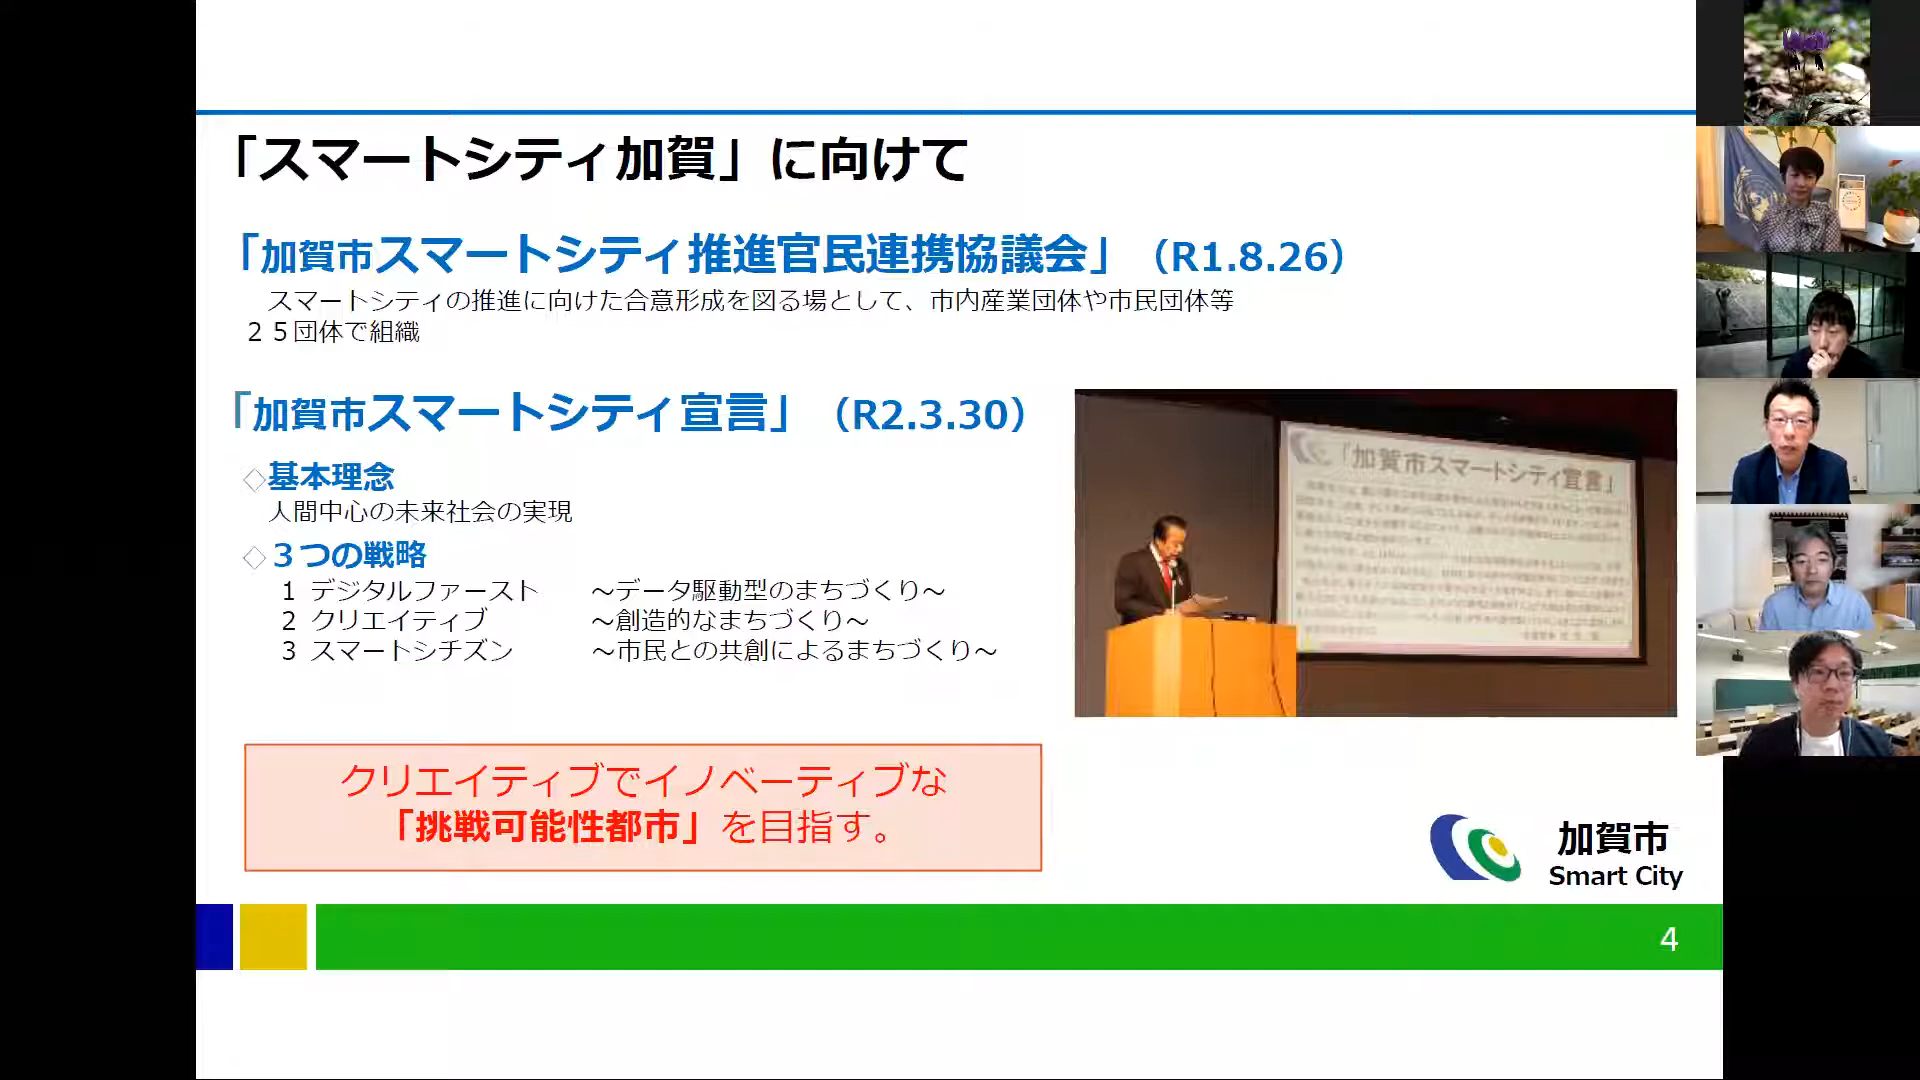 「スマートシティ加賀」に向けて
「加賀市スマートシティ推進官民連携協議会」（R1.8.26）
スマートシティの推進に向けた合意形成を図る場として、市内産業団体や市民団体等
２５団体で組織
「加賀市スマートシティ宣言」（R2.3.30）
◇基本理念
人間中心の未来社会の実現
◇３つの戦略
1 デジタルファースト ～データ駆動型のまちづくり～
2 クリエイティブ ～創造的なまちづくり～
3 スマートシチズン ～市民との共創によるまちづくり～
「加賀市スマートシティ宣言」
クリエイティブでイノベーティブな
「挑戦可能性都市」を目指す。
加賀市
Smart City
4